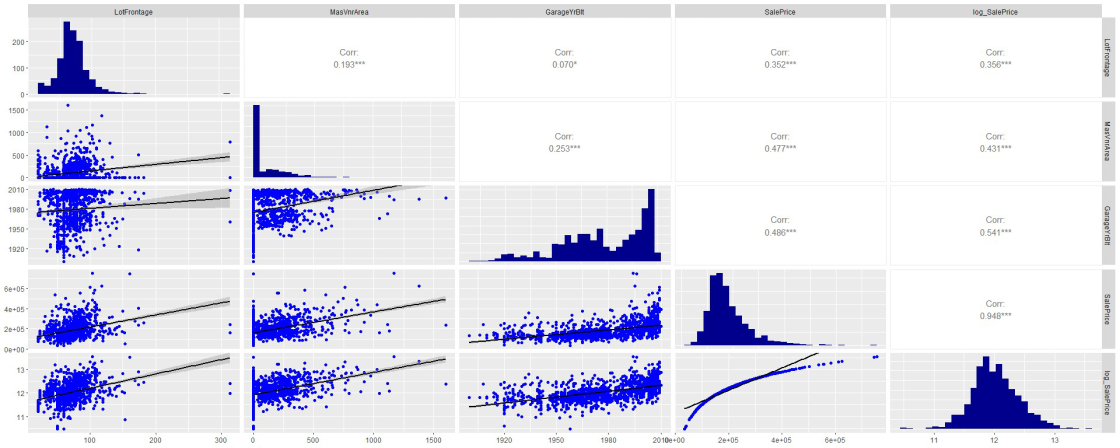 LotFrontage MasVnrArea GarageYrBlt SalePrice log_SalePrice
200
100
0
Corr:
0.193***
Corr:
0.070*
Corr:
0.352***
Corr:
0.356***
LotFrontage
1500
1000
500
0
Corr:
0.253***
Corr:
0.477***
Corr:
0.431***
MasVnrArea
2010
1980
1950
1920
Corr:
0.486***
Corr:
0.541***
GarageYrBlt
6e+05
4e+05
2e+05
0e+00
Corr:
0.948***
SalePrice
13
12
11
log_SalePrice
100 200 300 0 500 1000 1500 1920 1950 1980 2010 0e+00 2e+05 4e+05 6e+05 11 12 13